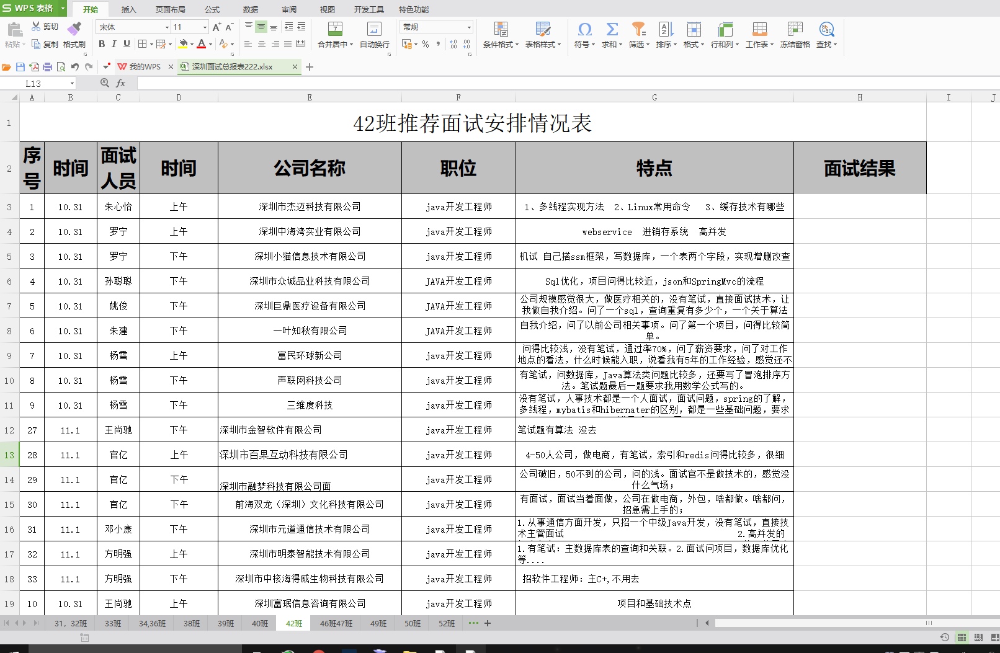 S WPS 表格
开始 插入 页面布局 公式 数据 审阅 视图 开发工具 特色功能
粘贴 剪切 复制 格式刷
宋体 11 A+ A-
B I U
合并居中 自动换行
常规
条件格式 表格样式 符号 求和 筛选 排序 格式 行和列 工作表 冻结窗格 查找
我的WPS × 深圳面试总报表222.xlsx × +
L13 fx
A B C D E F G H I J
1 42班推荐面试安排情况表
2 序号 时间 面试人员 时间 公司名称 职位 特点 面试结果
3 1 10.31 朱心怡 上午 深圳市杰迈科技有限公司 java开发工程师 1、多线程实现方法 2、Linux常用命令 3、缓存技术有哪些
4 2 10.31 罗宁 上午 深圳中海湾实业有限公司 java开发工程师 webservice 进销存系统 高并发
5 3 10.31 罗宁 下午 深圳小猫信息技术有限公司 java开发工程师 机试 自己搭ssm框架，写数据库，一个表两个字段，实现增删改查
6 4 10.31 孙聪聪 下午 深圳市众诚品业科技有限公司 JAVA开发工程师 Sql优化，项目问得比较近，json和SpringMvc的流程
7 5 10.31 姚俊 下午 深圳巨鼎医疗设备有限公司 JAVA开发工程师 公司规模感觉很大，做医疗相关的，没有笔试，直接面试技术，让
我做自我介绍。问了一个sql，查询重复有多少个，一个关于算法
8 6 10.31 朱建 下午 一叶知秋有限公司 JAVA开发工程师 自我介绍，问了以前公司相关事项。问了第一个项目，问得比较简
单。
9 7 10.31 杨雪 上午 富民环球新公司 java开发工程师 问得比较浅，没有笔试，通过率70%，问了薪资要求，问了对工作
地点的看法，什么时候能入职，说看我有5年的工作经验，感觉还不
10 8 10.31 杨雪 下午 声联网科技公司 java开发工程师 有笔试，问数据库，Java算法类问题比较多，还要写了冒泡排序方
法。笔试题最后一题要求我用数学公式写的。
11 9 10.31 杨雪 下午 三维度科技 java开发工程师 没有笔试，人事技术都是一个人面试，面试问题，spring的了解，
多线程，mybatis和hibernater的区别，都是一些基础问题，要求
12 27 11.1 王尚驰 下午 深圳市金智软件有限公司 java开发工程师 笔试题有算法 没去
13 28 11.1 官亿 上午 深圳市百果互动科技有限公司 java开发工程师 4-50人公司，做电商，有笔试，索引和redis问得比较多，很细
14 29 11.1 官亿 下午 深圳市融梦科技有限公司面 java开发工程师 公司破旧，50不到的公司，问的浅。面试官不是做技术的，感觉没
什么气场；
15 30 11.1 官亿 下午 前海双龙（深圳）文化科技有限公司 java开发工程师 有面试，面试当着面做，公司在做电商，外包，啥都做。啥都问，
招急需上手的；
16 31 11.1 邓小康 下午 深圳市元道通信技术有限公司 java开发工程师 1.从事通信方面开发，只招一个中级Java开发，没有笔试，直接技
术主管面试 2.高并发的
17 32 11.1 方明强 上午 深圳市明泰智能技术有限公司 java开发工程师 1.有笔试：主数据库表的查询和关联。2.面试问项目，数据库优化
等....
18 33 11.1 方明强 下午 深圳市中核海得威生物科技有限公司 java开发工程师 招软件工程师：主C+,不用去
19 10 10.31 王尚驰 上午 深圳富珉信息咨询有限公司 java开发工程师 项目和基础技术点
31，32班 33班 34,36班 38班 39班 40班 42班 46班47班 49班 50班 52班 ··· +